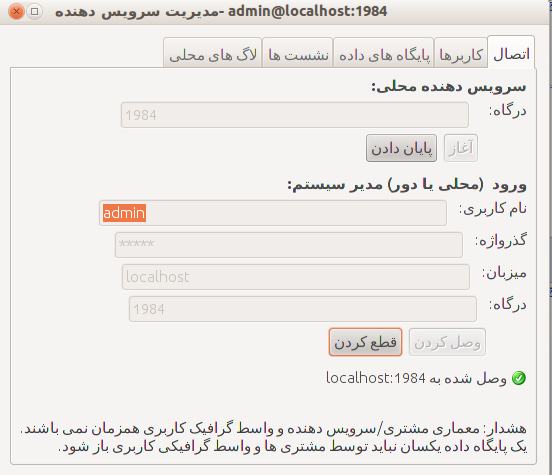 مدیریت سرویس دهنده- admin@localhost:1984
اتصال کاربرها پایگاه های داده نشست ها لاگ های محلی
سرویس دهنده محلی:
درگاه: 1984
آغاز پایان دادن
ورود (محلی یا دور) مدیر سیستم:
نام کاربری: admin
گذرواژه: *****
میزبان: localhost
درگاه: 1984
وصل کردن قطع کردن
وصل شده به localhost:1984
هشدار: معماری مشتری/سرویس دهنده و واسط گرافیک کاربری همزمان نمی باشند.
یک پایگاه داده یکسان نباید توسط مشتری ها و واسط گرافیکی کاربری باز شود.